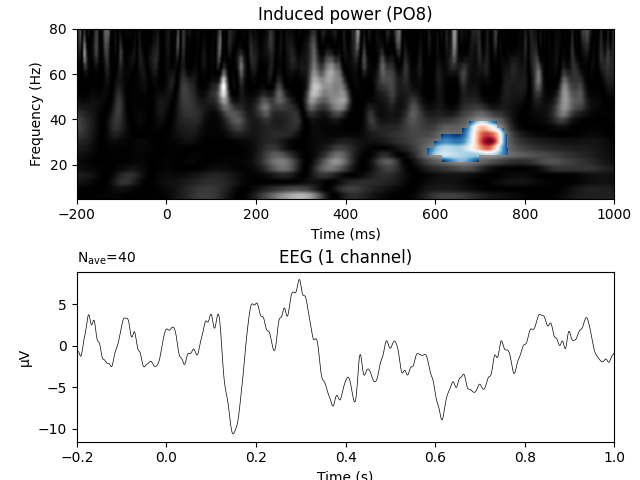 Induced power (PO8)
Frequency (Hz)
80
60
40
20
−200 0 200 400 600 800 1000
Time (ms)
Nave=40
EEG (1 channel)
µV
5
0
−5
−10
−0.2 0.0 0.2 0.4 0.6 0.8 1.0
Time (s)